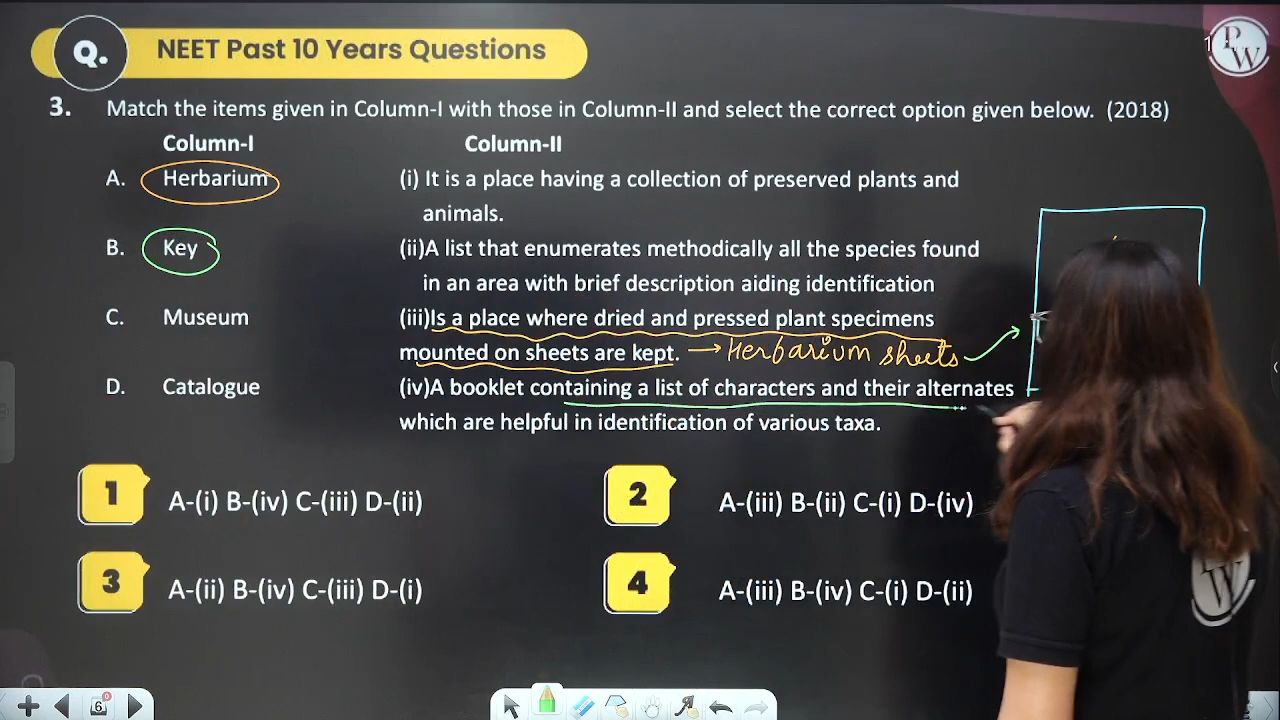 Q. NEET Past 10 Years Questions
PW
3. Match the items given in Column-I with those in Column-II and select the correct option given below. (2018)
Column-I Column-II
A. Herbarium (i) It is a place having a collection of preserved plants and
animals.
B. Key (ii)A list that enumerates methodically all the species found
in an area with brief description aiding identification
C. Museum (iii)Is a place where dried and pressed plant specimens
mounted on sheets are kept. → Herbarium sheets
D. Catalogue (iv)A booklet containing a list of characters and their alternates
which are helpful in identification of various taxa.
1 A-(i) B-(iv) C-(iii) D-(ii)
2 A-(iii) B-(ii) C-(i) D-(iv)
3 A-(ii) B-(iv) C-(iii) D-(i)
4 A-(iii) B-(iv) C-(i) D-(ii)
PW
6 0